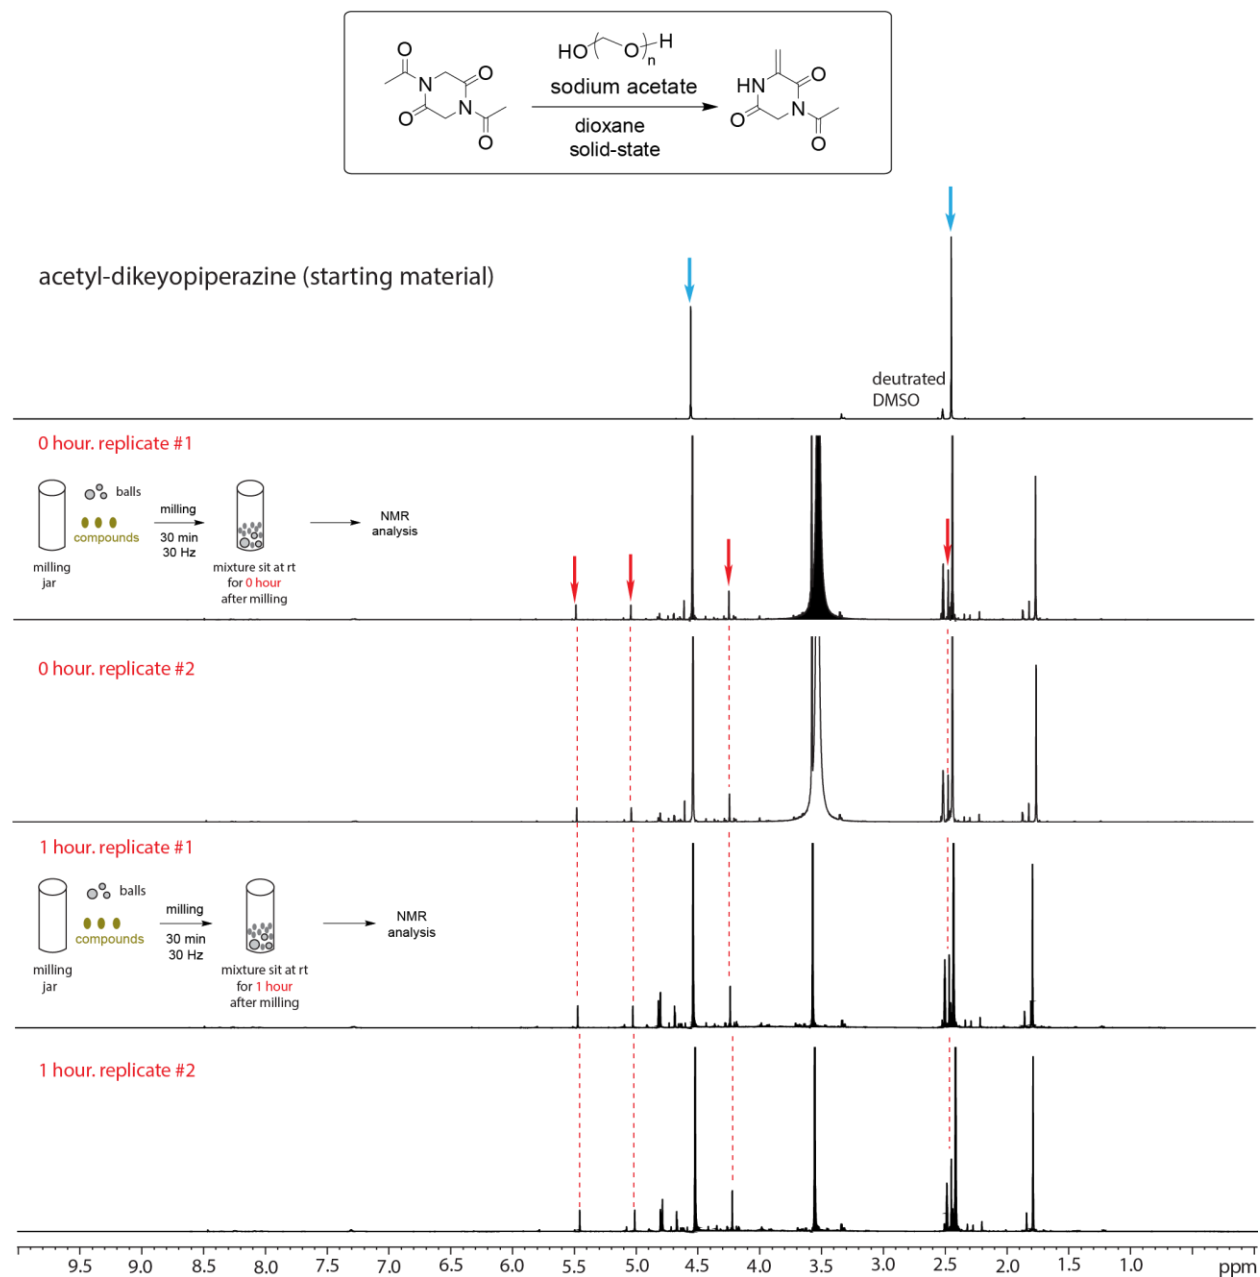 O
N
O
O
N
O
HO
O
n
H
sodium acetate
dioxane
solid-state
HN
O
O
N
O
acetyl-dikeyopiperazine (starting material)
deutrated
DMSO
0 hour. replicate #1
balls
compounds
milling
jar
milling
30 min
30 Hz
mixture sit at rt
for 0 hour
after milling
NMR
analysis
0 hour. replicate #2
1 hour. replicate #1
balls
compounds
milling
jar
milling
30 min
30 Hz
mixture sit at rt
for 1 hour
after milling
NMR
analysis
1 hour. replicate #2
9.5 9.0 8.5 8.0 7.5 7.0 6.5 6.0 5.5 5.0 4.5 4.0 3.5 3.0 2.5 2.0 1.5 1.0 ppm